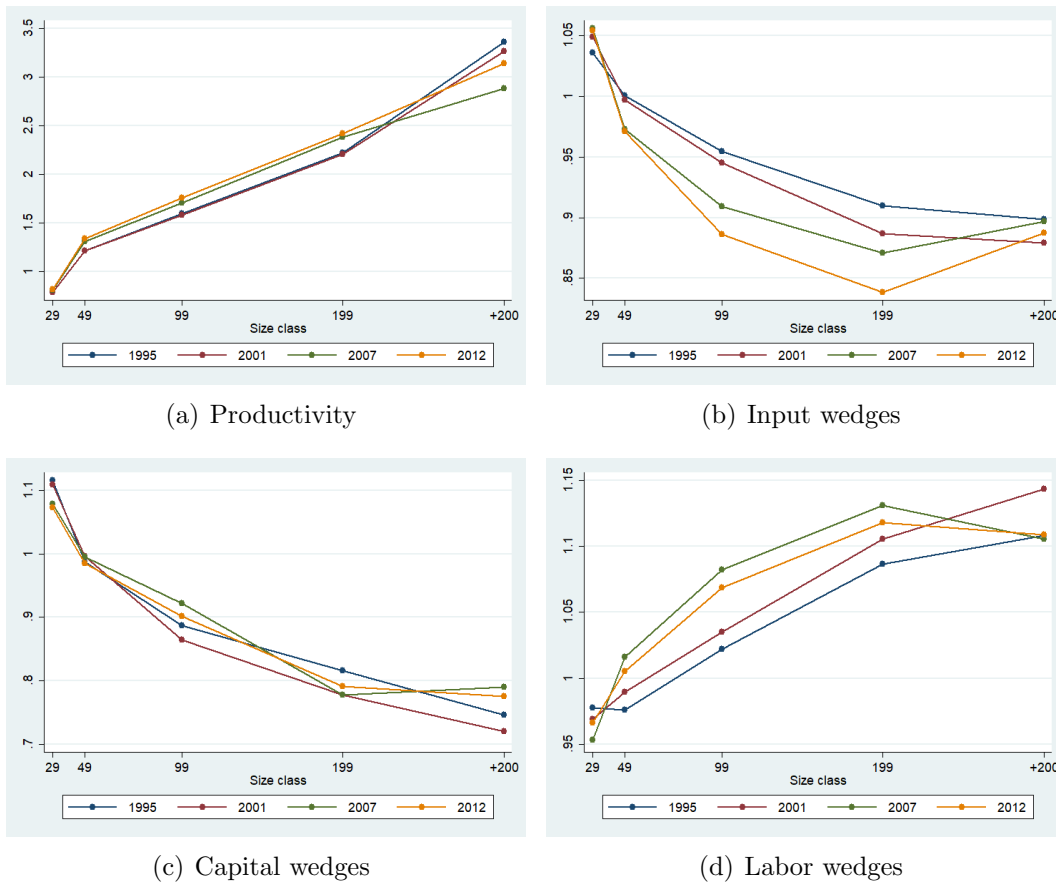 3.5
3
2.5
2
1.5
1
29 49 99 199 +200
Size class
1995 2001 2007 2012
(a) Productivity
1.05
1
.95
.9
.85
29 49 99 199 +200
Size class
1995 2001 2007 2012
(b) Input wedges
1.1
1
.9
.8
.7
29 49 99 199 +200
Size class
1995 2001 2007 2012
(c) Capital wedges
1.15
1.1
1.05
1
.95
29 49 99 199 +200
Size class
1995 2001 2007 2012
(d) Labor wedges